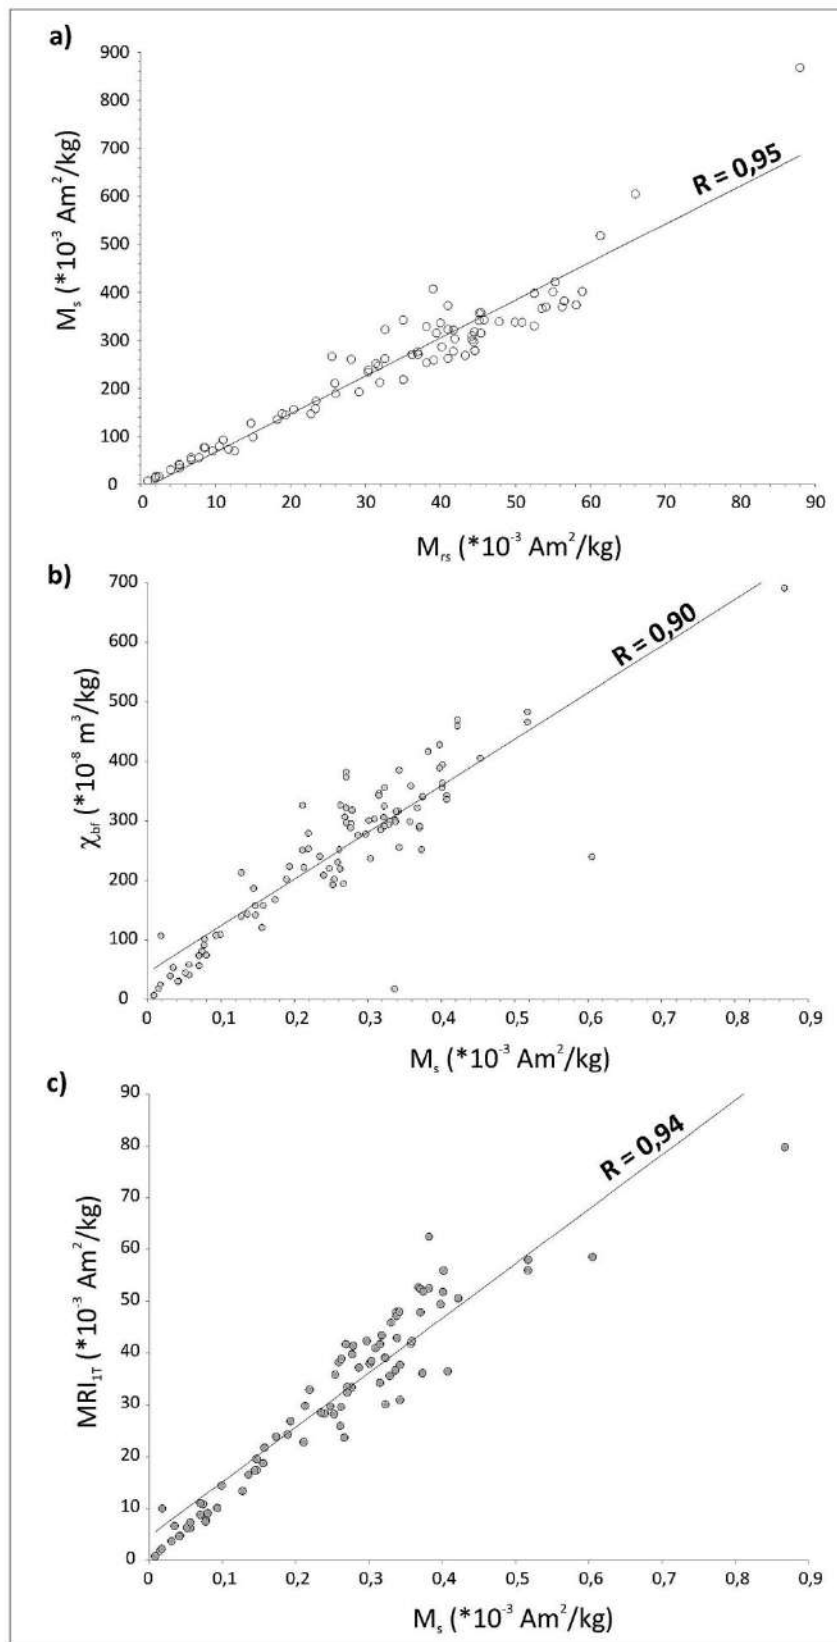 a)
900
800
700
600
500
400
300
200
100
0
0 10 20 30 40 50 60 70 80 90
Mₛ (*10⁻³ Am²/kg)
R = 0,95
Mᵣₛ (*10⁻³ Am²/kg)
b)
700
600
500
400
300
200
100
0
0 0,1 0,2 0,3 0,4 0,5 0,6 0,7 0,8 0,9
χbf (*10⁻⁸ m³/kg)
R = 0,90
Mₛ (*10⁻³ Am²/kg)
c)
90
80
70
60
50
40
30
20
10
0
0 0,1 0,2 0,3 0,4 0,5 0,6 0,7 0,8 0,9
MRI₁T (*10⁻³ Am²/kg)
R = 0,94
Mₛ (*10⁻³ Am²/kg)